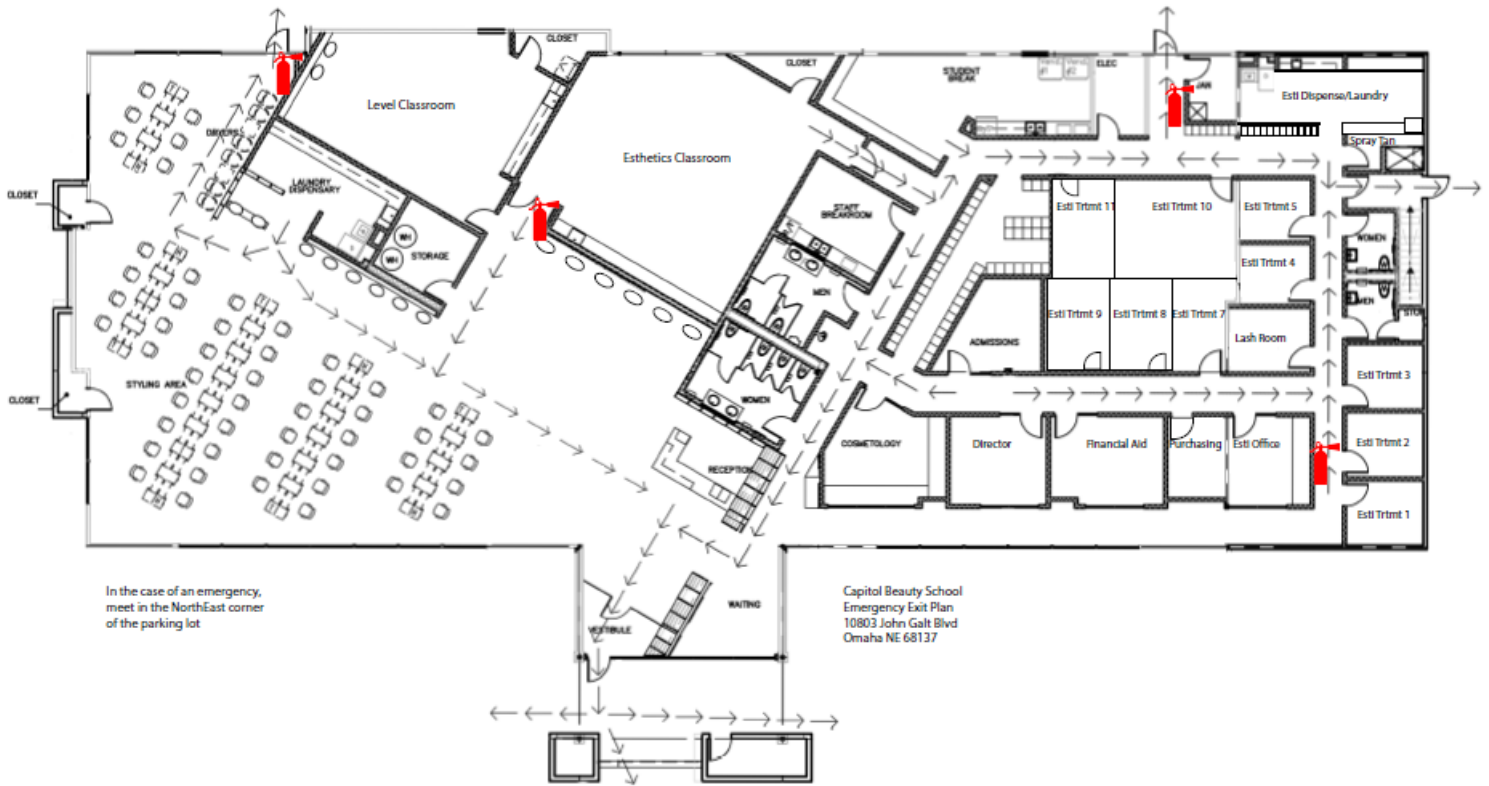 CLOSET
CLOSET
ELEC
STUDENT
BREAK
JAN
Level Classroom
Esti Dispense/Laundry
DRYERS
Esthetics Classroom
Spray Tan
LAUNDRY
DISPENSARY
CLOSET
STAFF
BREAKROOM
Esti Trtmt 11
Esti Trtmt 10
Esti Trtmt 5
WH
WH
STORAGE
WOMEN
Esti Trtmt 4
MEN
MEN
Esti Trtmt 9
Esti Trtmt 8
Esti Trtmt 7
ADMISSIONS
Lash Room
STYLING AREA
CLOSET
WOMEN
Esti Trtmt 3
COSMETOLOGY
Director
Financial Aid
Purchasing
Esti Office
Esti Trtmt 2
RECEPTION
Esti Trtmt 1
In the case of an emergency,
meet in the NorthEast corner
of the parking lot
WAITING
VESTIBULE
Capitol Beauty School
Emergency Exit Plan
10803 John Galt Blvd
Omaha NE 68137